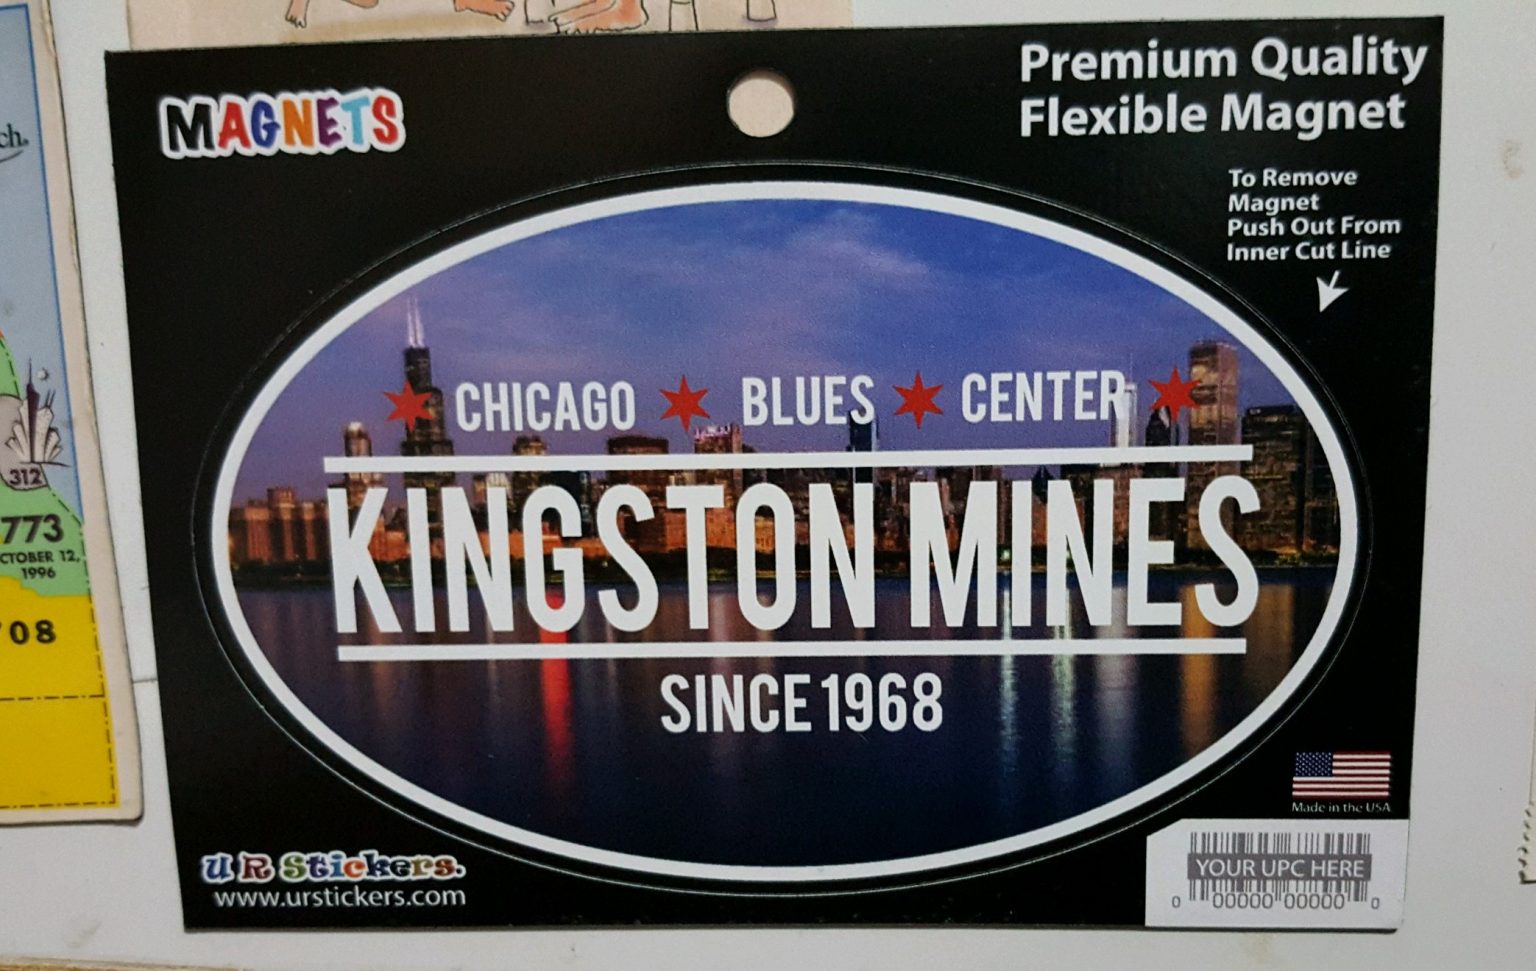 MAGNETS
Premium Quality
Flexible Magnet
To Remove
Magnet
Push Out From
Inner Cut Line
CHICAGO BLUES CENTER
KINGSTON MINES
SINCE 1968
Made in the USA
YOUR UPC HERE
0 00000 00000 0
U R Stickers.
www.urstickers.com
ch.
312
773
CTOBER 12,
1996
708